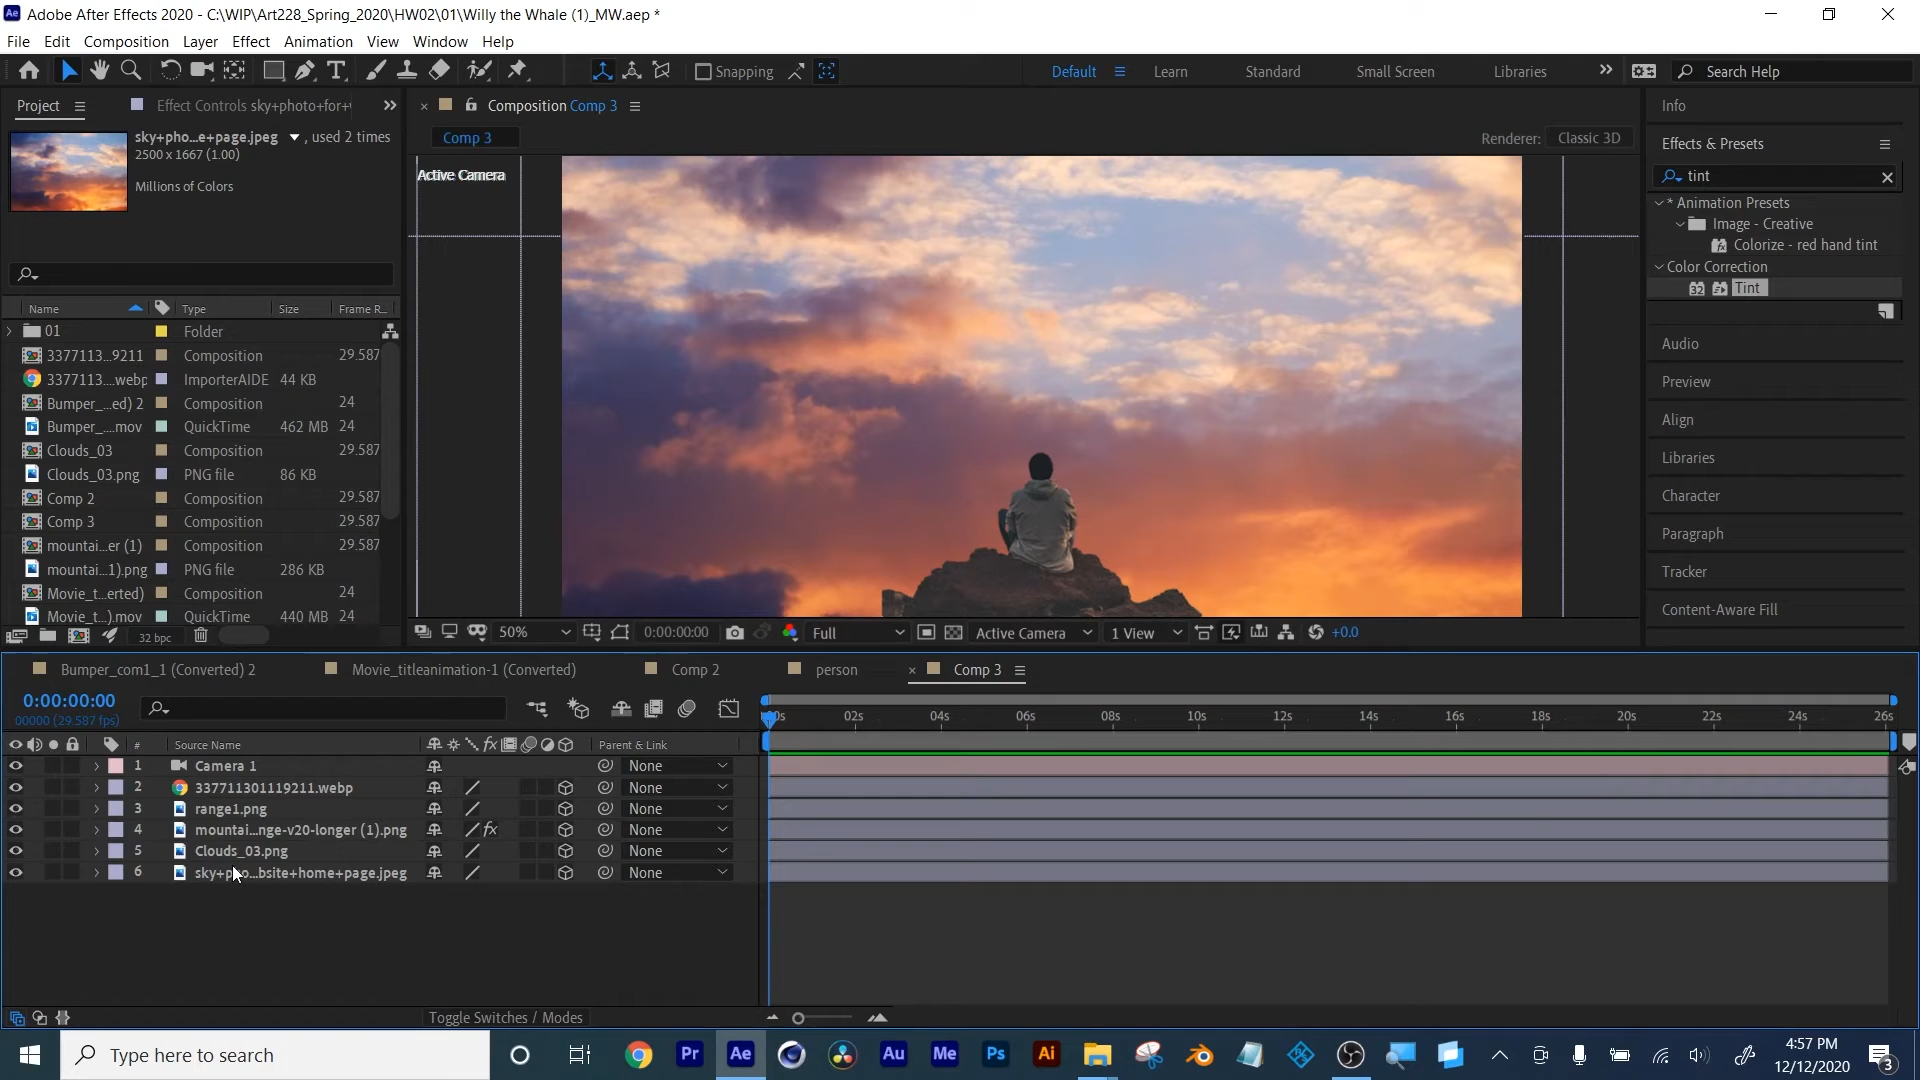 Adobe After Effects 2020 - C:\WIP\Art228_Spring_2020\HW02\01\Willy the Whale (1)_MW.aep *
File Edit Composition Layer Effect Animation View Window Help
Snapping
Default Learn Standard Small Screen Libraries
Search Help
Project
Effect Controls sky+photo+for+
sky+pho...e+page.jpeg , used 2 times
2500 x 1667 (1.00)
Millions of Colors
Name Type Size Frame R...
01 Folder
3377113...9211 Composition 29.587
3377113....webp ImporterAIDE 44 KB
Bumper_...ed) 2 Composition 24
Bumper_....mov QuickTime 462 MB 24
Clouds_03 Composition 29.587
Clouds_03.png PNG file 86 KB
Comp 2 Composition 29.587
Comp 3 Composition 29.587
mountai...er (1) Composition 29.587
mountai...1).png PNG file 286 KB
Movie_t...erted) Composition 24
Movie_t...).mov QuickTime 440 MB 24
32 bpc
Composition Comp 3
Comp 3
Renderer: Classic 3D
Active Camera
50% 0:00:00:00 Full Active Camera 1 View +0.0
Info
Effects & Presets
tint
* Animation Presets
Image - Creative
Colorize - red hand tint
Color Correction
32 Tint
Audio
Preview
Align
Libraries
Character
Paragraph
Tracker
Content-Aware Fill
Bumper_com1_1 (Converted) 2 Movie_titleanimation-1 (Converted) Comp 2 person Comp 3
0:00:00:00
00000 (29.587 fps)
02s 04s 06s 08s 10s 12s 14s 16s 18s 20s 22s 24s 26s
# Source Name fx Parent & Link
1 Camera 1 None
2 337711301119211.webp None
3 range1.png None
4 mountai...nge-v20-longer (1).png fx None
5 Clouds_03.png None
6 sky+p...bsite+home+page.jpeg None
Toggle Switches / Modes
Type here to search
Pr Ae Au Me Ps Ai
4:57 PM
12/12/2020
3